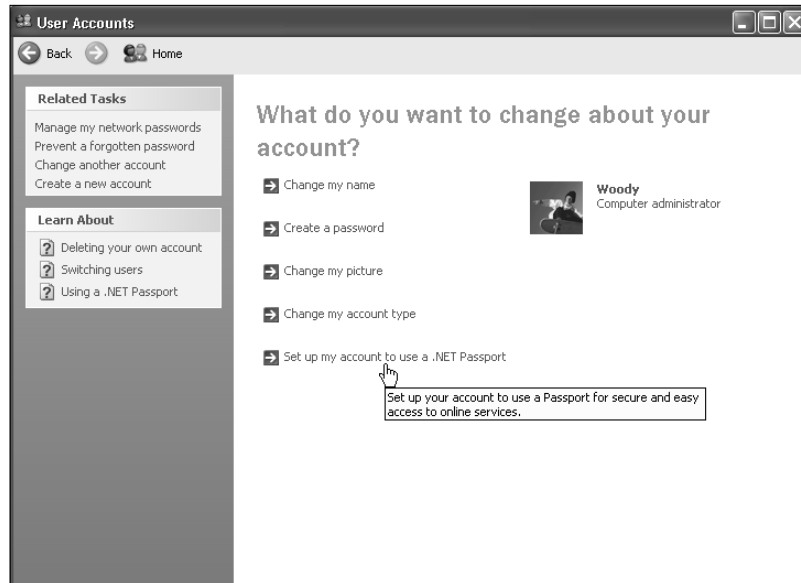 User Accounts
Back Home
Related Tasks
Manage my network passwords
Prevent a forgotten password
Change another account
Create a new account
Learn About
Deleting your own account
Switching users
Using a .NET Passport
What do you want to change about your
account?
Change my name
Create a password
Change my picture
Change my account type
Set up my account to use a .NET Passport
Set up your account to use a Passport for secure and easy
access to online services.
Woody
Computer administrator